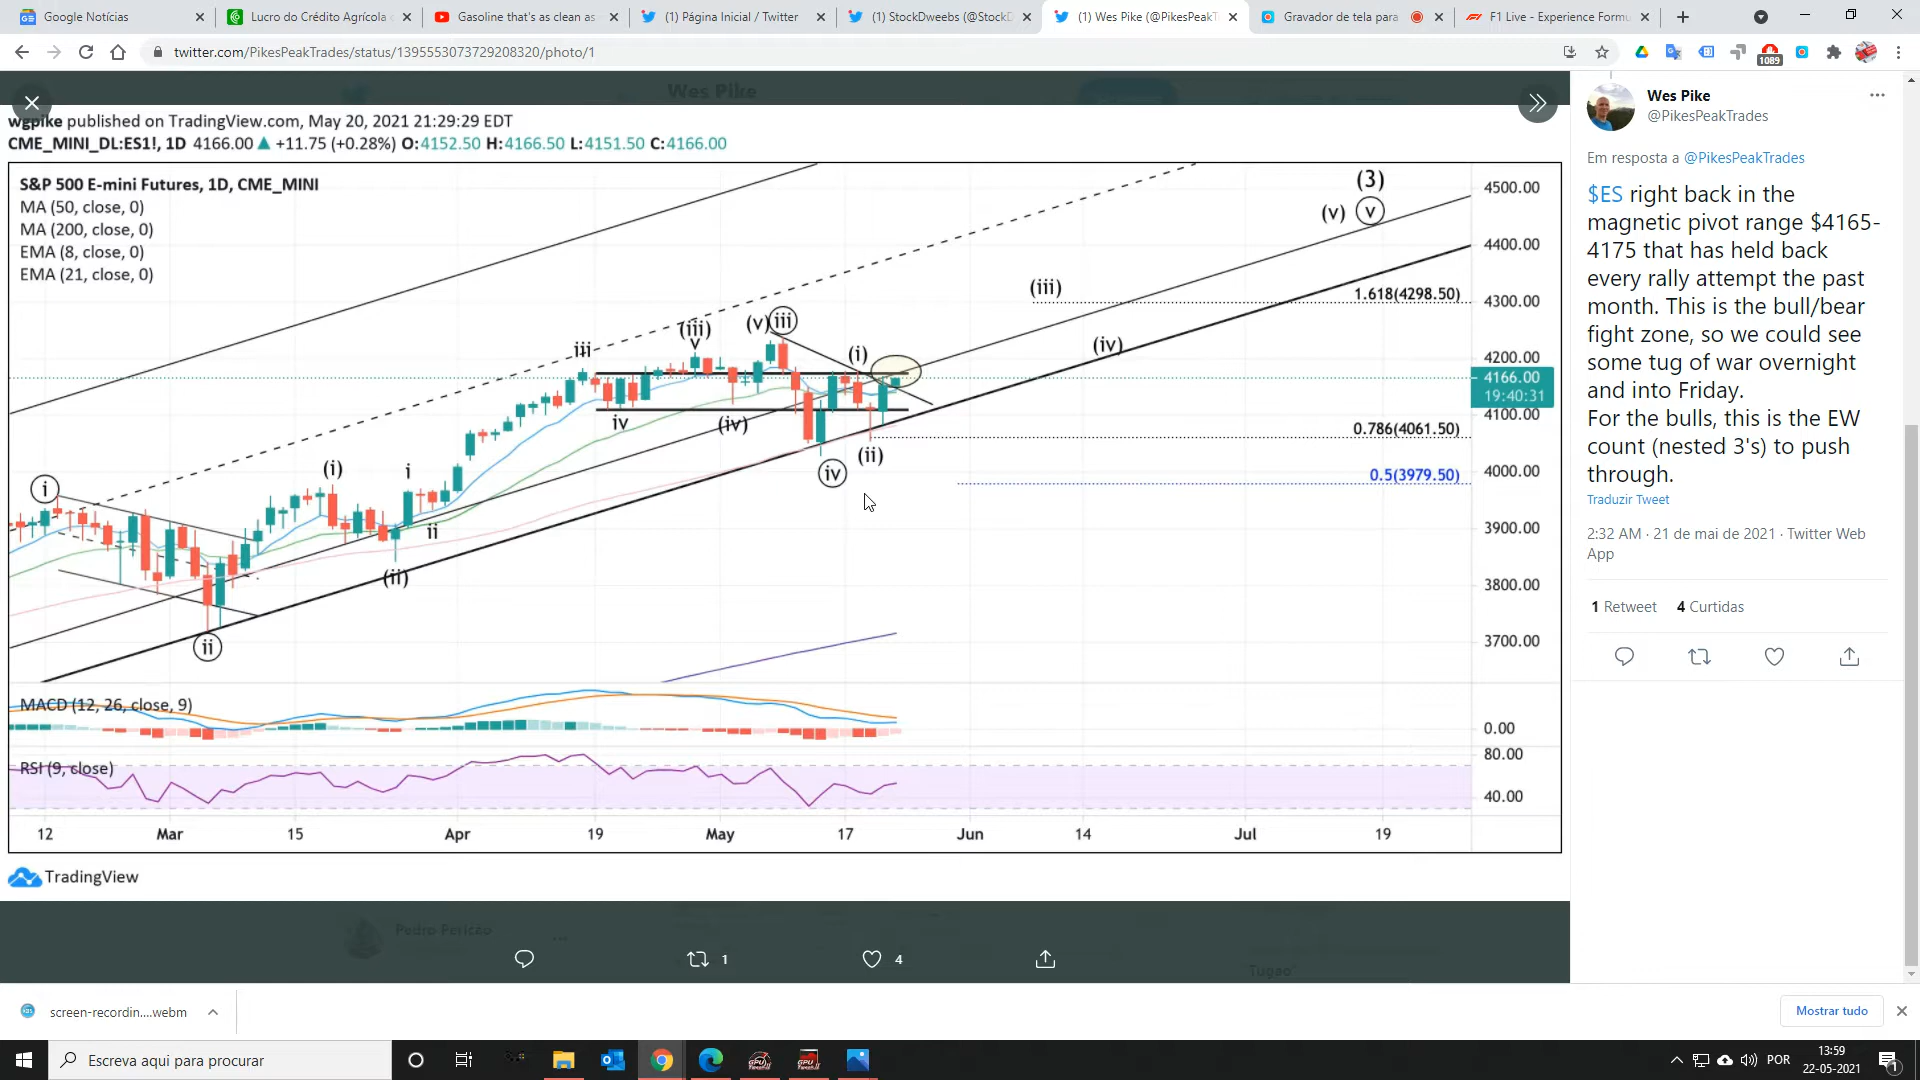 Google Notícias
Lucro do Crédito Agrícola
Gasoline that's as clean as
(1) Página Inicial / Twitter
(1) StockDweebs (@StockD
(1) Wes Pike (@PikesPeakT
Gravador de tela para
F1 Live - Experience Formu
twitter.com/PikesPeakTrades/status/1395553073729208320/photo/1
1089
Wes Pike
wgpike published on TradingView.com, May 20, 2021 21:29:29 EDT
CME_MINI_DL:ES1!, 1D 4166.00 ▲ +11.75 (+0.28%) O:4152.50 H:4166.50 L:4151.50 C:4166.00
S&P 500 E-mini Futures, 1D, CME_MINI
MA (50, close, 0)
MA (200, close, 0)
EMA (8, close, 0)
EMA (21, close, 0)
(3)
(v) v
(iii)
1.618(4298.50)
(iv)
(iii)
v
(v) iii
iii
(i)
iv
(iv)
0.786(4061.50)
(ii)
iv
0.5(3979.50)
i
(i)
i
ii
(ii)
ii
4500.00
4400.00
4300.00
4200.00
4166.00
19:40:31
4100.00
4000.00
3900.00
3800.00
3700.00
MACD (12, 26, close, 9)
0.00
RSI (9, close)
80.00
40.00
12 Mar 15 Apr 19 May 17 Jun 14 Jul 19
TradingView
Pedro Pericão
Tugão
1
4
Wes Pike
@PikesPeakTrades
Em resposta a @PikesPeakTrades
$ES right back in the
magnetic pivot range $4165-
4175 that has held back
every rally attempt the past
month. This is the bull/bear
fight zone, so we could see
some tug of war overnight
and into Friday.
For the bulls, this is the EW
count (nested 3's) to push
through.
Traduzir Tweet
2:32 AM · 21 de mai de 2021 · Twitter Web
App
1 Retweet 4 Curtidas
screen-recordin....webm
Mostrar tudo
Escreva aqui para procurar
POR
13:59
22-05-2021
1